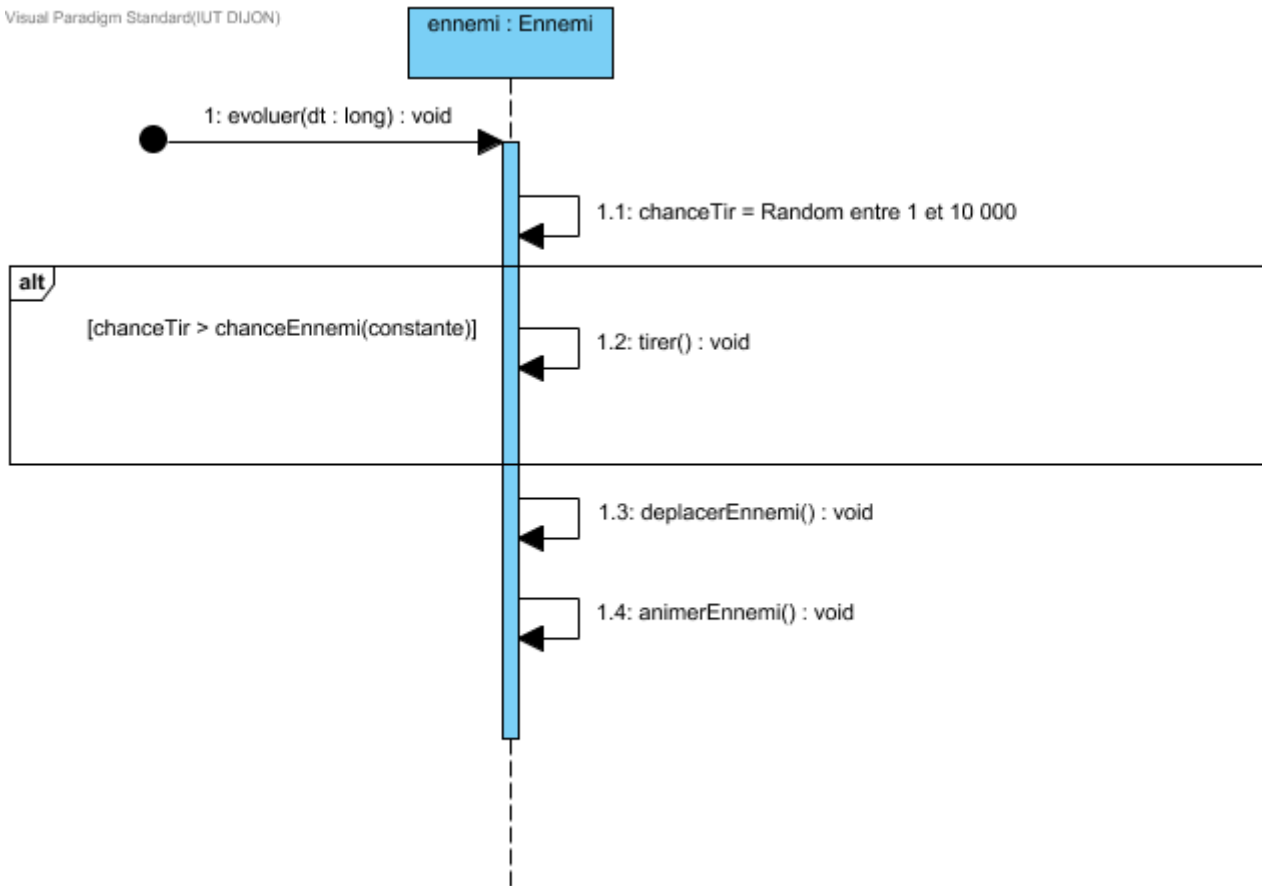 Visual Paradigm Standard(IUT DIJON)
ennemi : Ennemi
1: evoluer(dt : long) : void
1.1: chanceTir = Random entre 1 et 10 000
alt
[chanceTir > chanceEnnemi(constante)]
1.2: tirer() : void
1.3: deplacerEnnemi() : void
1.4: animerEnnemi() : void